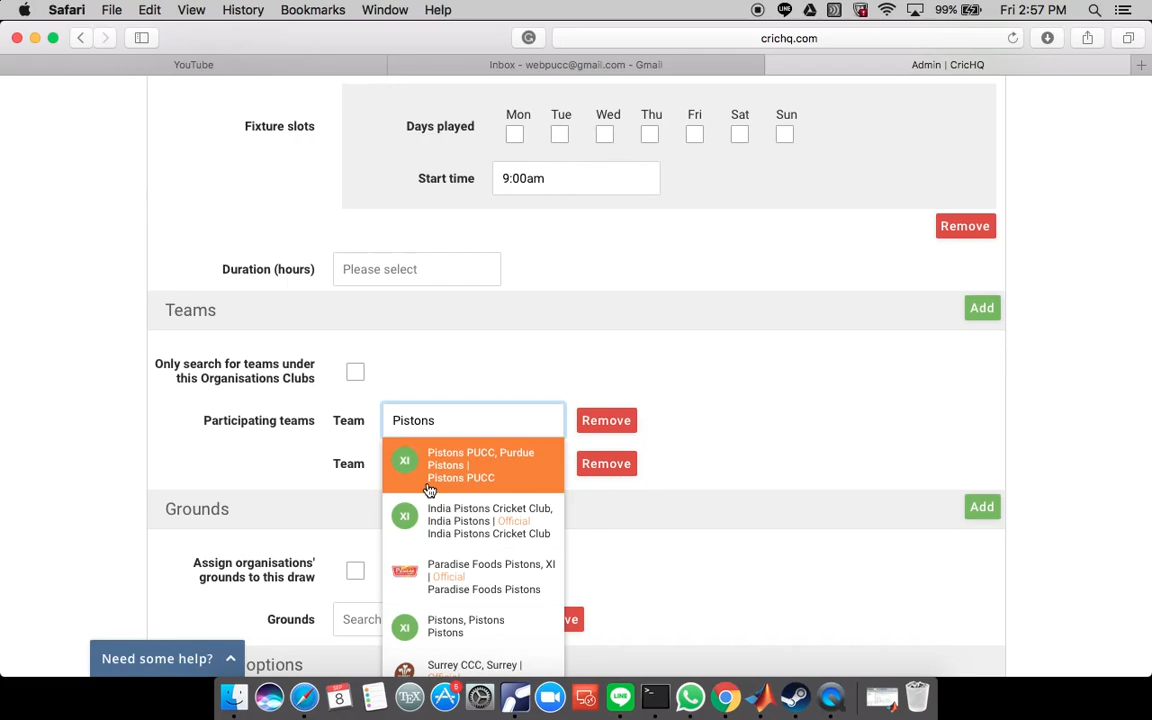 Safari File Edit View History Bookmarks Window Help 99% Fri 2:57 PM
crichq.com
YouTube Inbox - webpucc@gmail.com - Gmail Admin | CricHQ
Mon Tue Wed Thu Fri Sat Sun
Fixture slots Days played
Start time 9:00am
Remove
Duration (hours) Please select
Teams Add
Only search for teams under
this Organisations Clubs
Participating teams Team Pistons Remove
XI Pistons PUCC, Purdue
Pistons |
Pistons PUCC
Team Remove
XI India Pistons Cricket Club,
India Pistons | Official
India Pistons Cricket Club
Grounds Add
Assign organisations'
grounds to this draw
Paradise Foods Pistons, XI
| Official
Paradise Foods Pistons
Grounds Search ve
XI Pistons, Pistons
Pistons
Need some help? options
Surrey CCC, Surrey |